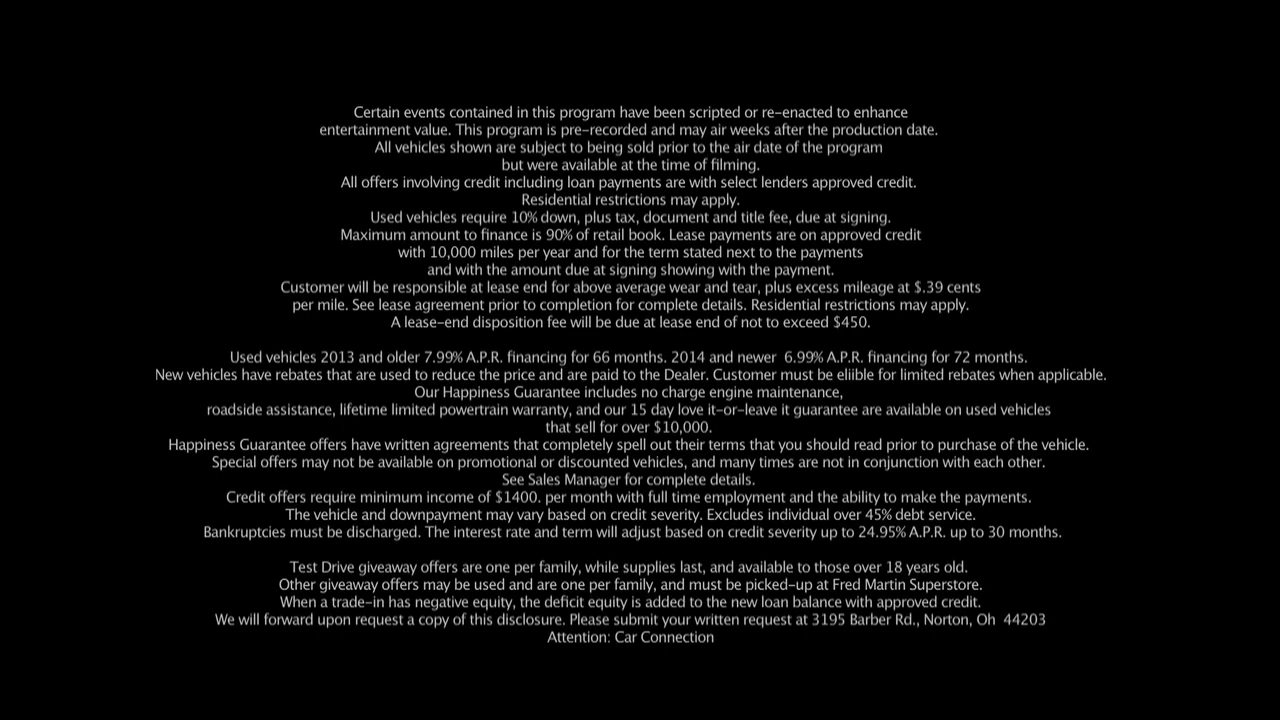 Certain events contained in this program have been scripted or re-enacted to enhance
entertainment value. This program is pre-recorded and may air weeks after the production date.
All vehicles shown are subject to being sold prior to the air date of the program
but were available at the time of filming.
All offers involving credit including loan payments are with select lenders approved credit.
Residential restrictions may apply.
Used vehicles require 10% down, plus tax, document and title fee, due at signing.
Maximum amount to finance is 90% of retail book. Lease payments are on approved credit
with 10,000 miles per year and for the term stated next to the payments
and with the amount due at signing showing with the payment.
Customer will be responsible at lease end for above average wear and tear, plus excess mileage at $.39 cents
per mile. See lease agreement prior to completion for complete details. Residential restrictions may apply.
A lease-end disposition fee will be due at lease end of not to exceed $450.
Used vehicles 2013 and older 7.99% A.P.R. financing for 66 months. 2014 and newer 6.99% A.P.R. financing for 72 months.
New vehicles have rebates that are used to reduce the price and are paid to the Dealer. Customer must be eliible for limited rebates when applicable.
Our Happiness Guarantee includes no charge engine maintenance,
roadside assistance, lifetime limited powertrain warranty, and our 15 day love it-or-leave it guarantee are available on used vehicles
that sell for over $10,000.
Happiness Guarantee offers have written agreements that completely spell out their terms that you should read prior to purchase of the vehicle.
Special offers may not be available on promotional or discounted vehicles, and many times are not in conjunction with each other.
See Sales Manager for complete details.
Credit offers require minimum income of $1400. per month with full time employment and the ability to make the payments.
The vehicle and downpayment may vary based on credit severity. Excludes individual over 45% debt service.
Bankruptcies must be discharged. The interest rate and term will adjust based on credit severity up to 24.95% A.P.R. up to 30 months.
Test Drive giveaway offers are one per family, while supplies last, and available to those over 18 years old.
Other giveaway offers may be used and are one per family, and must be picked-up at Fred Martin Superstore.
When a trade-in has negative equity, the deficit equity is added to the new loan balance with approved credit.
We will forward upon request a copy of this disclosure. Please submit your written request at 3195 Barber Rd., Norton, Oh 44203
Attention: Car Connection